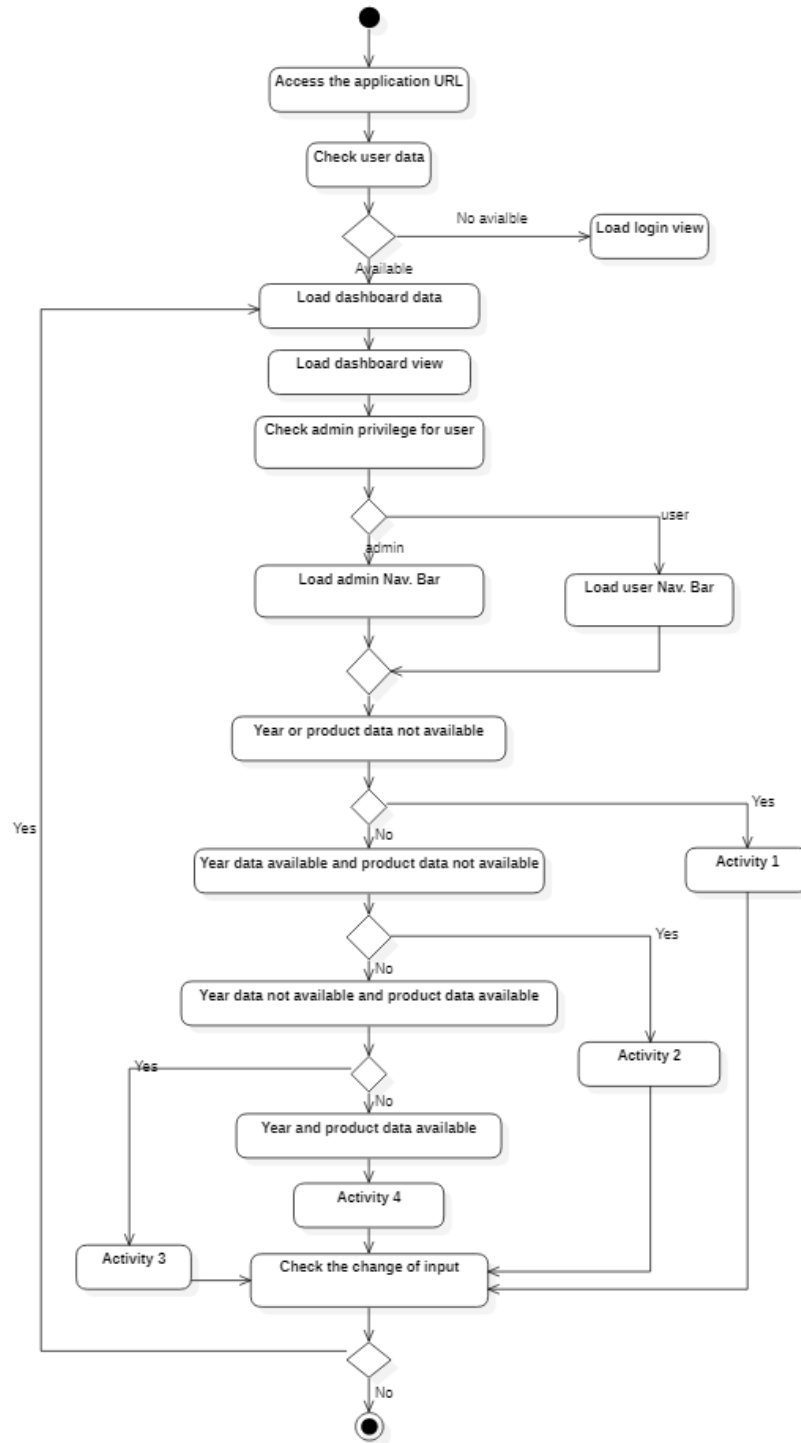 Access the application URL
Check user data
No avialble
Load login view
Available
Load dashboard data
Load dashboard view
Check admin privilege for user
user
admin
Load admin Nav. Bar
Load user Nav. Bar
Year or product data not available
Yes
Yes
No
Year data available and product data not available
Activity 1
Yes
No
Year data not available and product data available
Activity 2
Yes
No
Year and product data available
Activity 4
Activity 3
Check the change of input
No